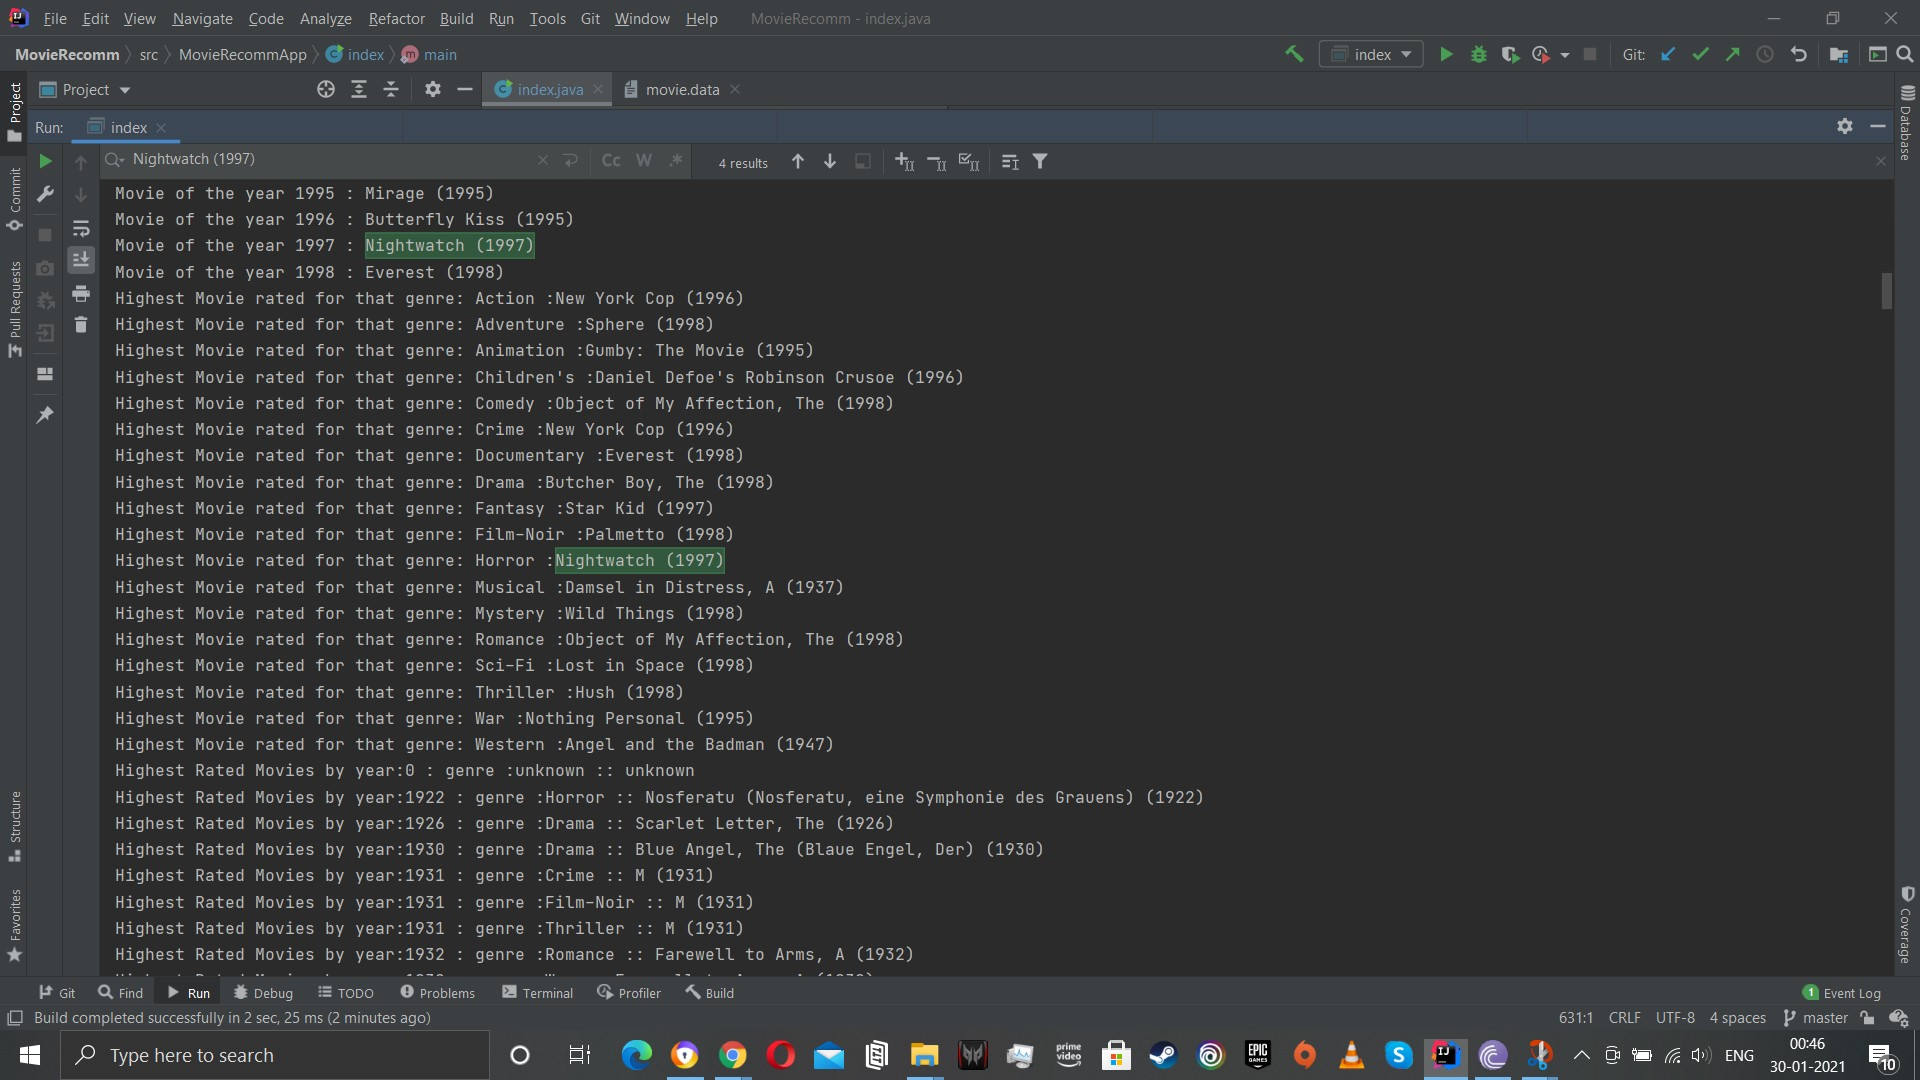 File Edit View Navigate Code Analyze Refactor Build Run Tools Git Window Help MovieRecomm - index.java
MovieRecomm src MovieRecommApp index main index Git:
Project index.java movie.data
Run: index
Nightwatch (1997) Cc W .* 4 results
Project
Commit
Pull Requests
Structure
Favorites
Database
Coverage
Movie of the year 1995 : Mirage (1995)
Movie of the year 1996 : Butterfly Kiss (1995)
Movie of the year 1997 : Nightwatch (1997)
Movie of the year 1998 : Everest (1998)
Highest Movie rated for that genre: Action :New York Cop (1996)
Highest Movie rated for that genre: Adventure :Sphere (1998)
Highest Movie rated for that genre: Animation :Gumby: The Movie (1995)
Highest Movie rated for that genre: Children's :Daniel Defoe's Robinson Crusoe (1996)
Highest Movie rated for that genre: Comedy :Object of My Affection, The (1998)
Highest Movie rated for that genre: Crime :New York Cop (1996)
Highest Movie rated for that genre: Documentary :Everest (1998)
Highest Movie rated for that genre: Drama :Butcher Boy, The (1998)
Highest Movie rated for that genre: Fantasy :Star Kid (1997)
Highest Movie rated for that genre: Film-Noir :Palmetto (1998)
Highest Movie rated for that genre: Horror :Nightwatch (1997)
Highest Movie rated for that genre: Musical :Damsel in Distress, A (1937)
Highest Movie rated for that genre: Mystery :Wild Things (1998)
Highest Movie rated for that genre: Romance :Object of My Affection, The (1998)
Highest Movie rated for that genre: Sci-Fi :Lost in Space (1998)
Highest Movie rated for that genre: Thriller :Hush (1998)
Highest Movie rated for that genre: War :Nothing Personal (1995)
Highest Movie rated for that genre: Western :Angel and the Badman (1947)
Highest Rated Movies by year:0 : genre :unknown :: unknown
Highest Rated Movies by year:1922 : genre :Horror :: Nosferatu (Nosferatu, eine Symphonie des Grauens) (1922)
Highest Rated Movies by year:1926 : genre :Drama :: Scarlet Letter, The (1926)
Highest Rated Movies by year:1930 : genre :Drama :: Blue Angel, The (Blaue Engel, Der) (1930)
Highest Rated Movies by year:1931 : genre :Crime :: M (1931)
Highest Rated Movies by year:1931 : genre :Film-Noir :: M (1931)
Highest Rated Movies by year:1931 : genre :Thriller :: M (1931)
Highest Rated Movies by year:1932 : genre :Romance :: Farewell to Arms, A (1932)
Git Find Run Debug TODO Problems Terminal Profiler Build 1 Event Log
Build completed successfully in 2 sec, 25 ms (2 minutes ago) 631:1 CRLF UTF-8 4 spaces master
Type here to search prime video EPIC GAMES IJ ENG 00:46
30-01-2021 10